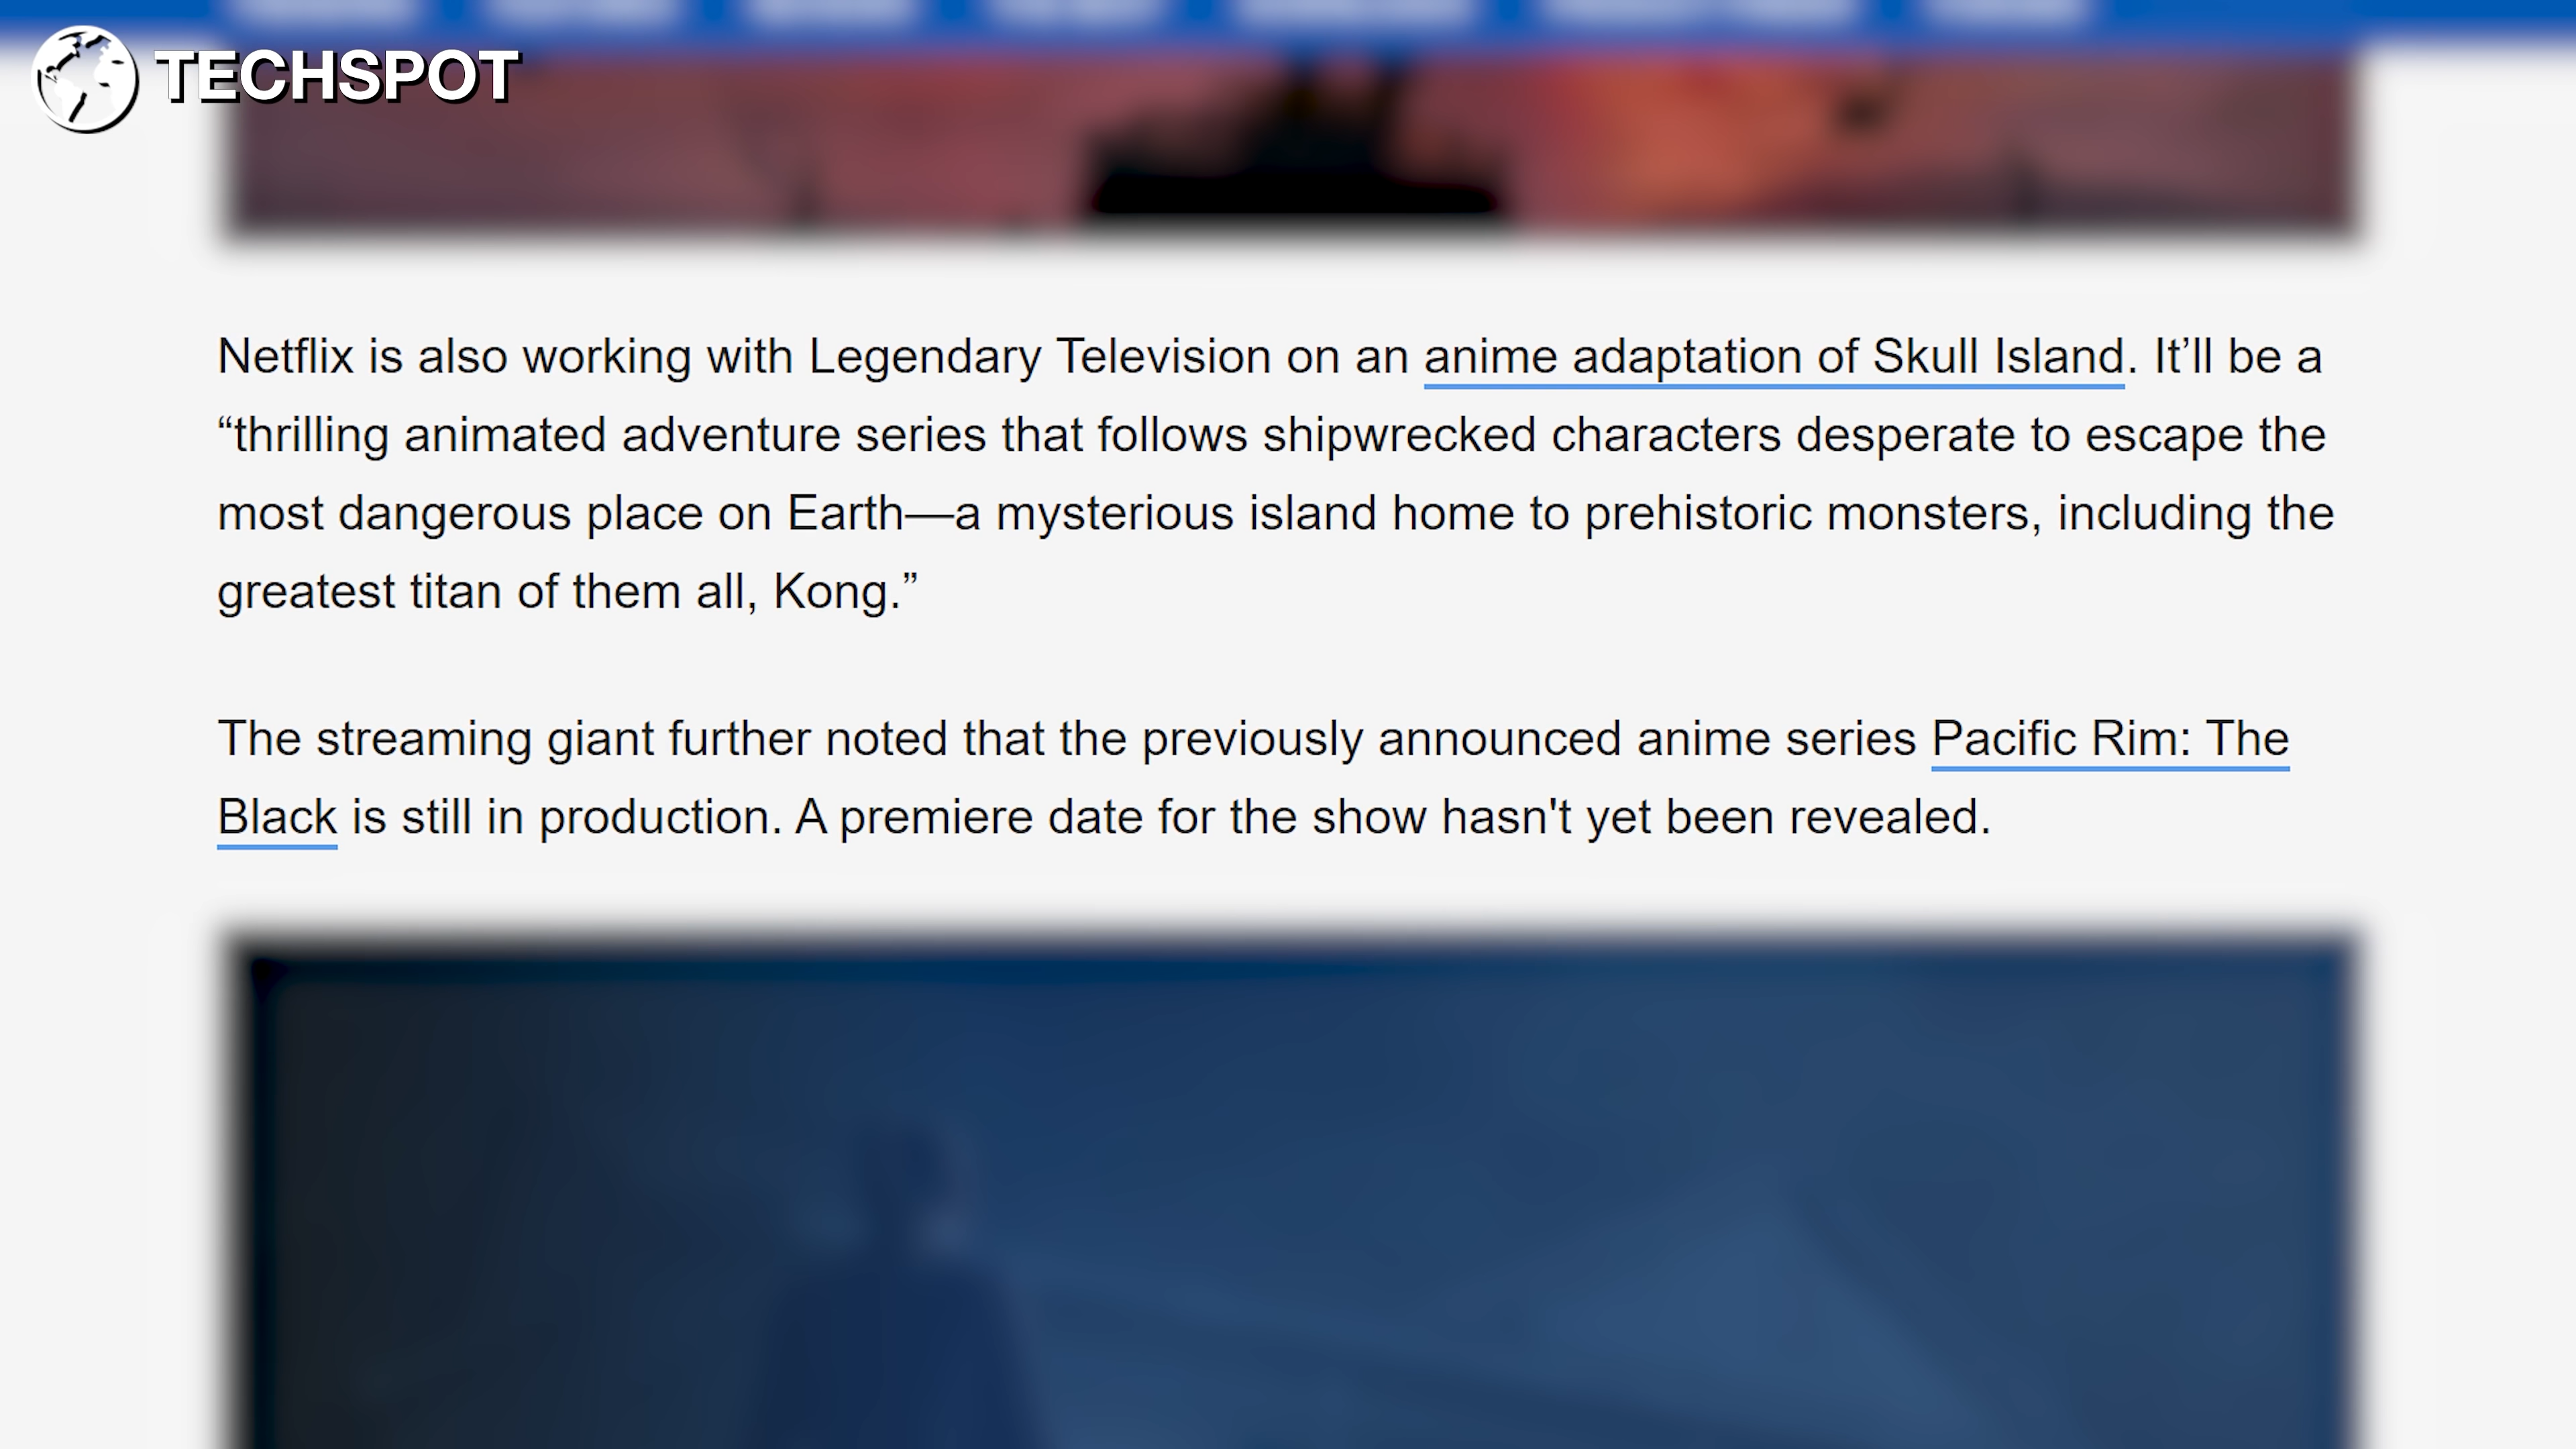 TECHSPOT
Netflix is also working with Legendary Television on an anime adaptation of Skull Island. It’ll be a
“thrilling animated adventure series that follows shipwrecked characters desperate to escape the
most dangerous place on Earth—a mysterious island home to prehistoric monsters, including the
greatest titan of them all, Kong.”
The streaming giant further noted that the previously announced anime series Pacific Rim: The
Black is still in production. A premiere date for the show hasn't yet been revealed.